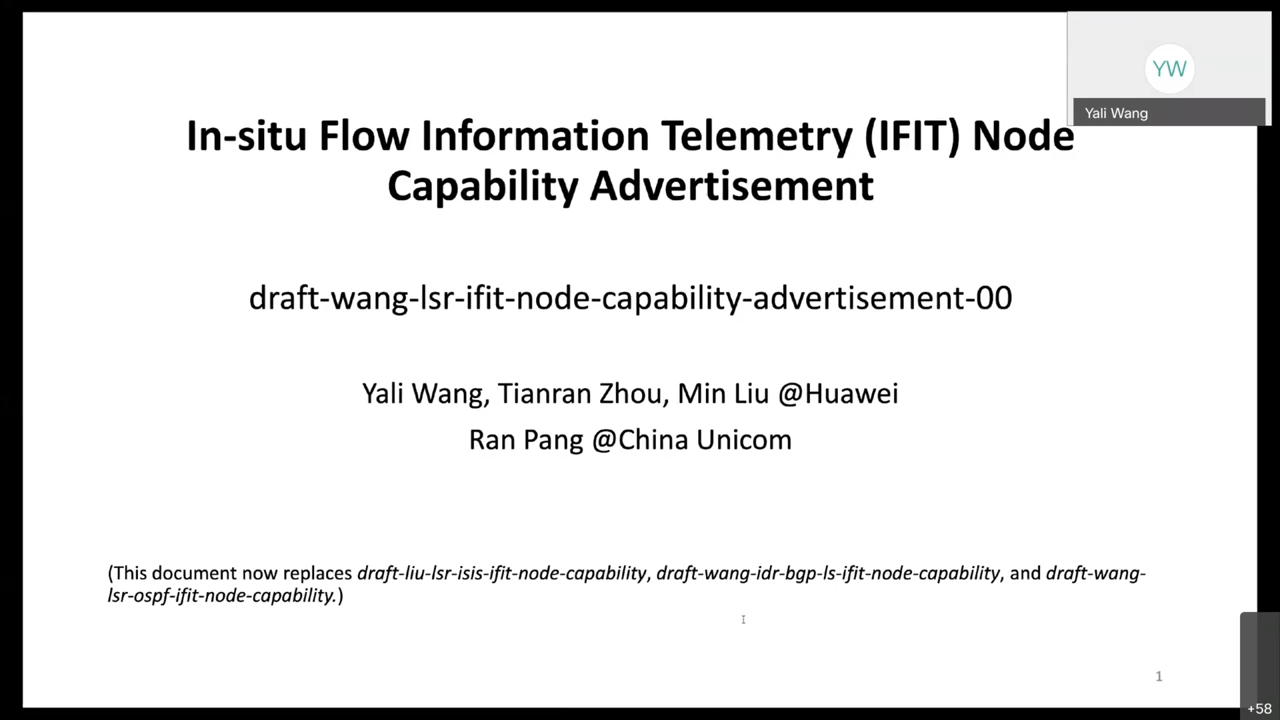 YW
Yali Wang
In-situ Flow Information Telemetry (IFIT) Node
Capability Advertisement
draft-wang-lsr-ifit-node-capability-advertisement-00
Yali Wang, Tianran Zhou, Min Liu @Huawei
Ran Pang @China Unicom
(This document now replaces draft-liu-lsr-isis-ifit-node-capability, draft-wang-idr-bgp-ls-ifit-node-capability, and draft-wang-
lsr-ospf-ifit-node-capability.)
1
+58